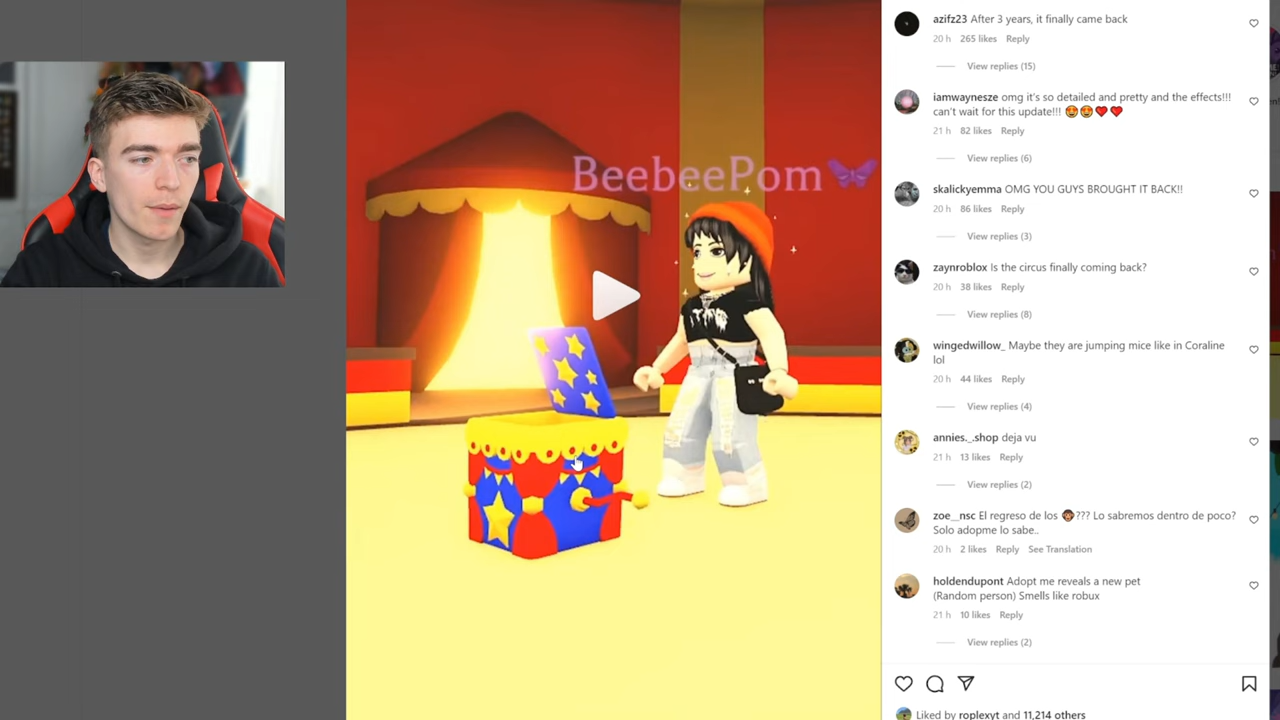 BeebeePom
azifz23 After 3 years, it finally came back
20 h 265 likes Reply
View replies (15)
iamwaynesze omg it's so detailed and pretty and the effects!!!
can't wait for this update!!! 🤩🤩❤️❤️
21 h 82 likes Reply
View replies (6)
skalickyemma OMG YOU GUYS BROUGHT IT BACK!!
20 h 86 likes Reply
View replies (3)
zaynroblox Is the circus finally coming back?
20 h 38 likes Reply
View replies (8)
wingedwillow_ Maybe they are jumping mice like in Coraline
lol
20 h 44 likes Reply
View replies (4)
annies._.shop deja vu
21 h 13 likes Reply
View replies (2)
zoe__nsc El regreso de los 🐵??? Lo sabremos dentro de poco?
Solo adopme lo sabe..
20 h 2 likes Reply See Translation
holdendupont Adopt me reveals a new pet
(Random person) Smells like robux
21 h 10 likes Reply
View replies (2)
Liked by roplexyt and 11,214 others